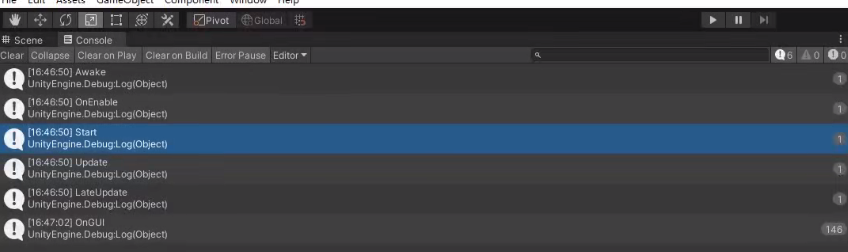 File Edit Assets GameObject Component Window Help
Pivot Global
Scene Console
Clear Collapse Clear on Play Clear on Build Error Pause Editor 6 0 0
[16:46:50] Awake
UnityEngine.Debug:Log(Object) 1
[16:46:50] OnEnable
UnityEngine.Debug:Log(Object) 1
[16:46:50] Start
UnityEngine.Debug:Log(Object) 1
[16:46:50] Update
UnityEngine.Debug:Log(Object) 1
[16:46:50] LateUpdate
UnityEngine.Debug:Log(Object) 1
[16:47:02] OnGUI
UnityEngine.Debug:Log(Object) 146